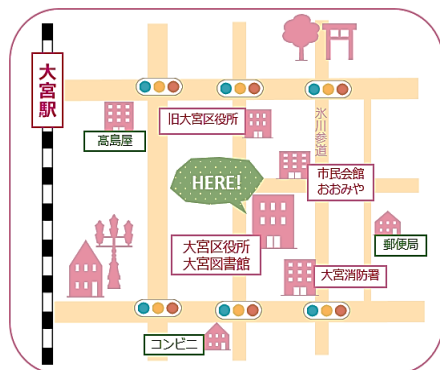 大宮駅
高島屋
旧大宮区役所
氷川参道
HERE!
市民会館
おおみや
大宮区役所
大宮図書館
郵便局
大宮消防署
コンビニ